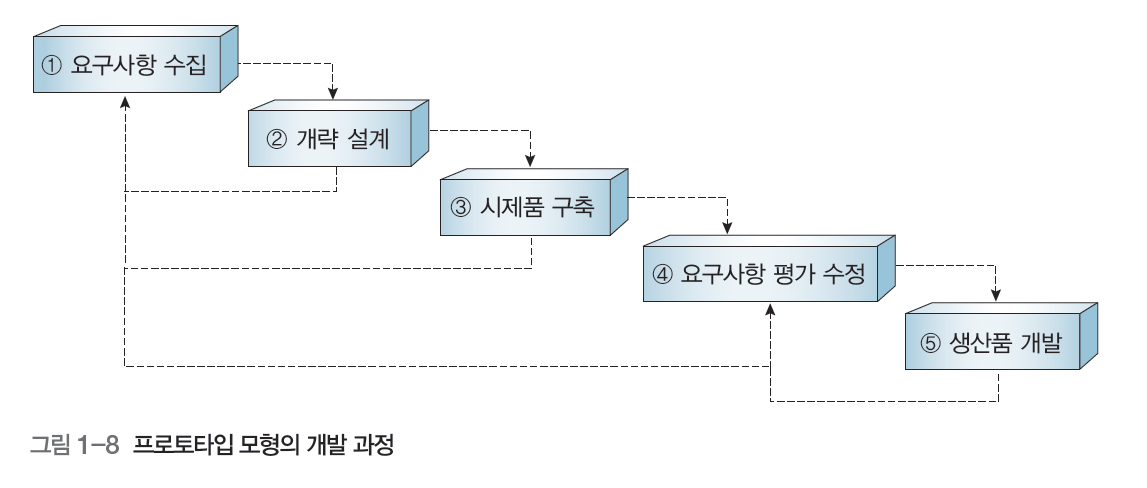 ① 요구사항 수집
② 개략 설계
③ 시제품 구축
④ 요구사항 평가 수정
⑤ 생산품 개발
그림 1-8 프로토타입 모형의 개발 과정